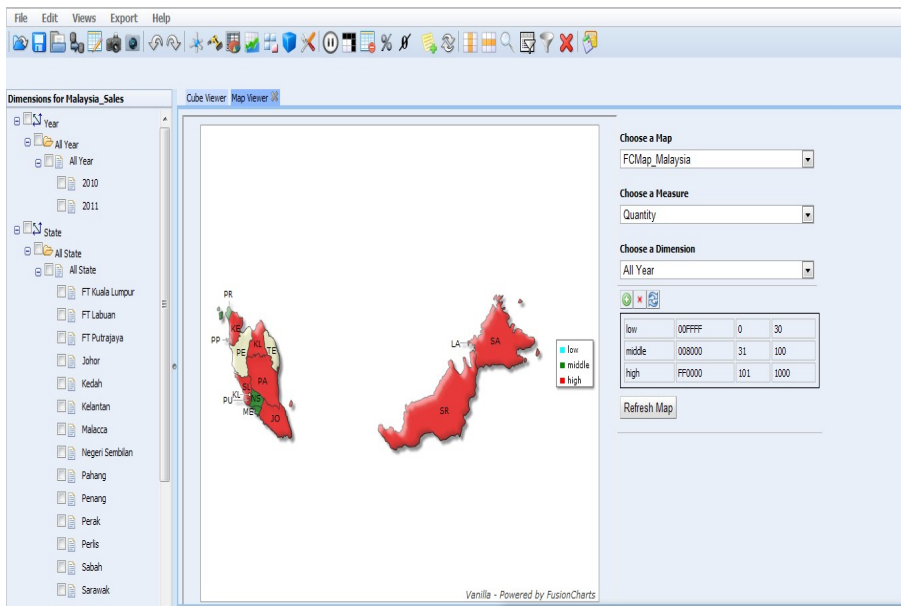 File Edit Views Export Help
Dimensions for Malaysia_Sales
Year
All Year
All Year
2010
2011
State
All State
All State
FT Kuala Lumpur
FT Labuan
FT Putrajaya
Johor
Kedah
Kelantan
Malacca
Negeri Sembilan
Pahang
Penang
Perak
Perlis
Sabah
Sarawak
Cube Viewer Map Viewer
PR
KE
PP
PE
KL
TE
PA
SL
PU
KL
NS
ME
JO
LA
SA
SR
low
middle
high
Vanilla - Powered by FusionCharts
Choose a Map
FCMap_Malaysia
Choose a Measure
Quantity
Choose a Dimension
All Year
low 00FFFF 0 30
middle 008000 31 100
high FF0000 101 1000
Refresh Map